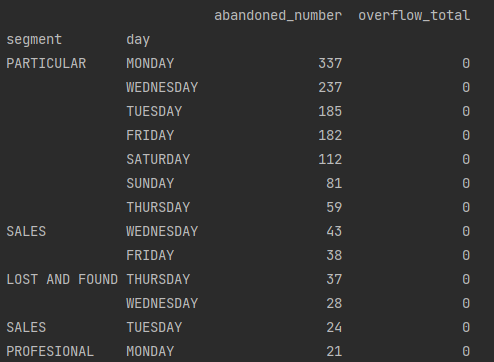 abandoned_number overflow_total
segment day
PARTICULAR MONDAY 337 0
WEDNESDAY 237 0
TUESDAY 185 0
FRIDAY 182 0
SATURDAY 112 0
SUNDAY 81 0
THURSDAY 59 0
SALES WEDNESDAY 43 0
FRIDAY 38 0
LOST AND FOUND THURSDAY 37 0
WEDNESDAY 28 0
SALES TUESDAY 24 0
PROFESIONAL MONDAY 21 0